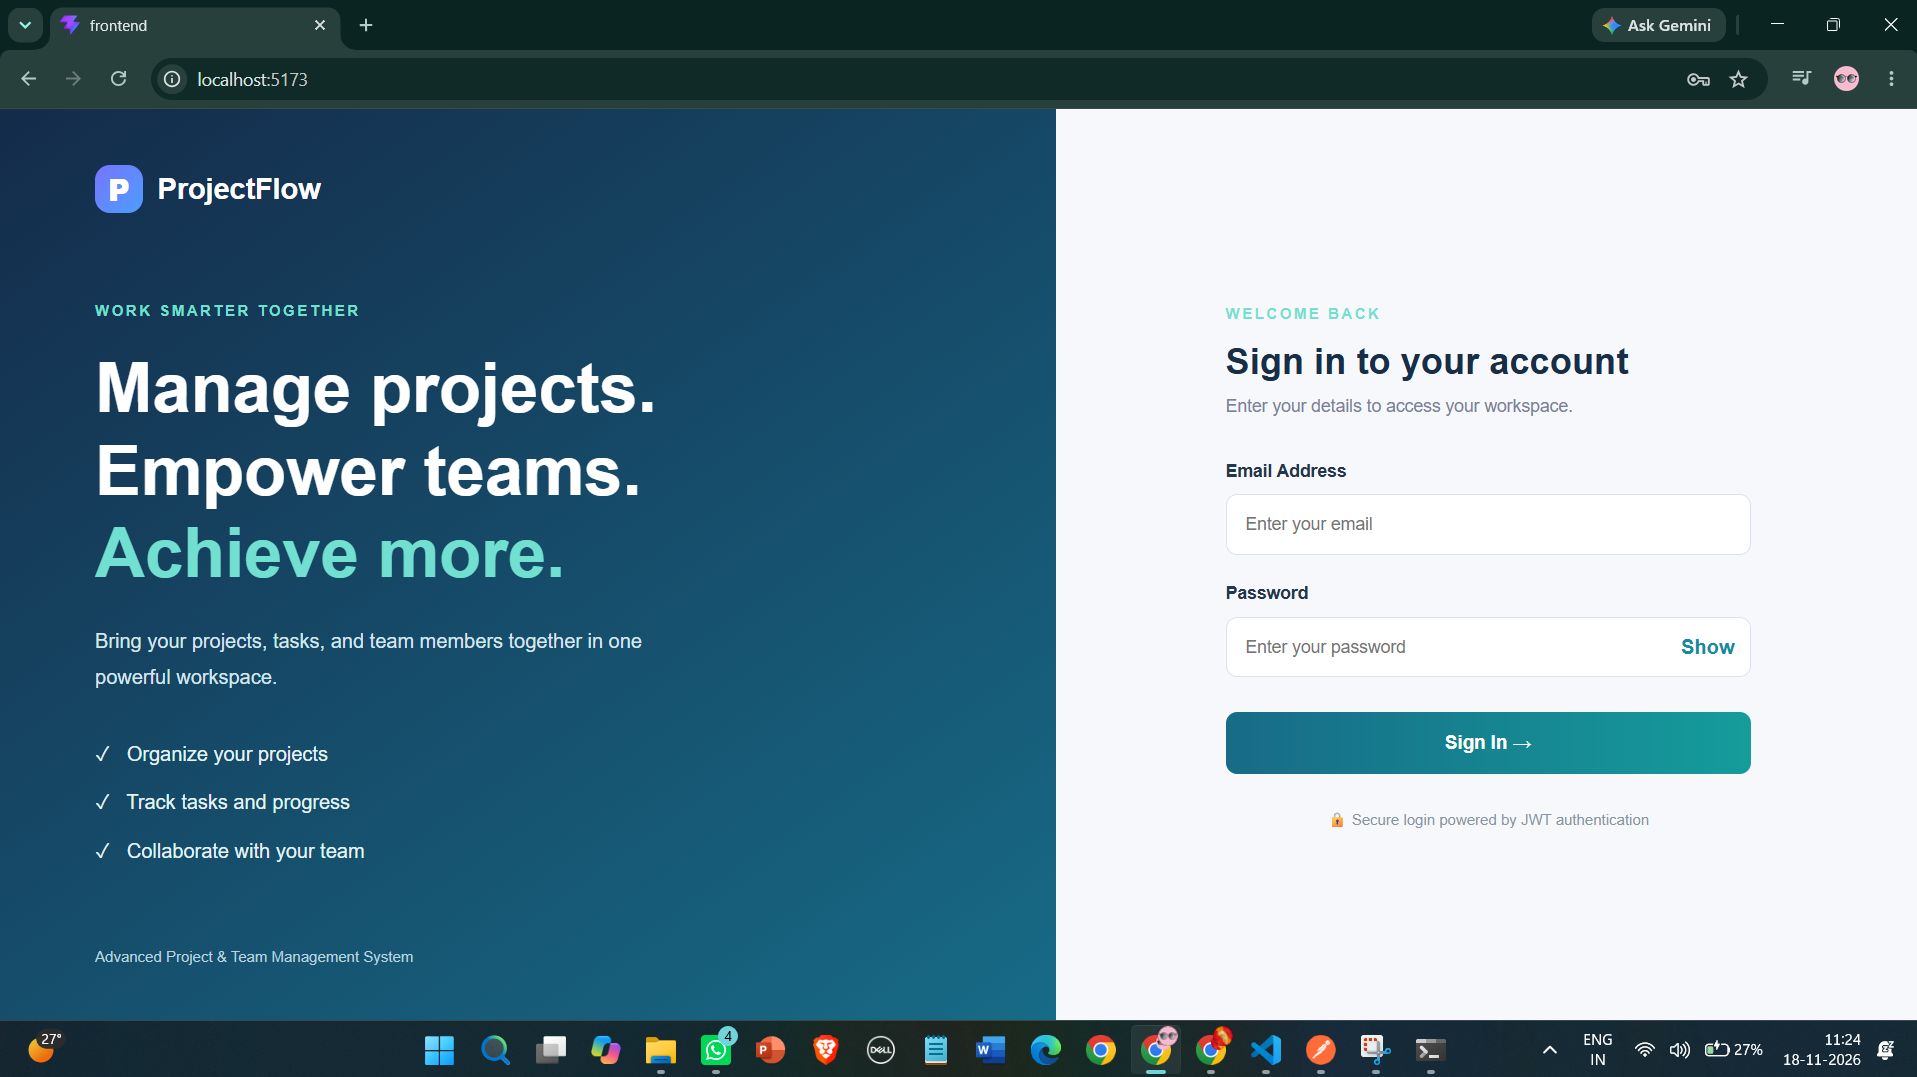 frontend
Ask Gemini
localhost:5173
P ProjectFlow
WORK SMARTER TOGETHER
Manage projects.
Empower teams.
Achieve more.
Bring your projects, tasks, and team members together in one
powerful workspace.
✓ Organize your projects
✓ Track tasks and progress
✓ Collaborate with your team
Advanced Project & Team Management System
WELCOME BACK
Sign in to your account
Enter your details to access your workspace.
Email Address
Enter your email
Password
Enter your password
Show
Sign In →
🔒 Secure login powered by JWT authentication
27°
4
P
DELL
W
ENG
IN
27%
11:24
18-11-2026